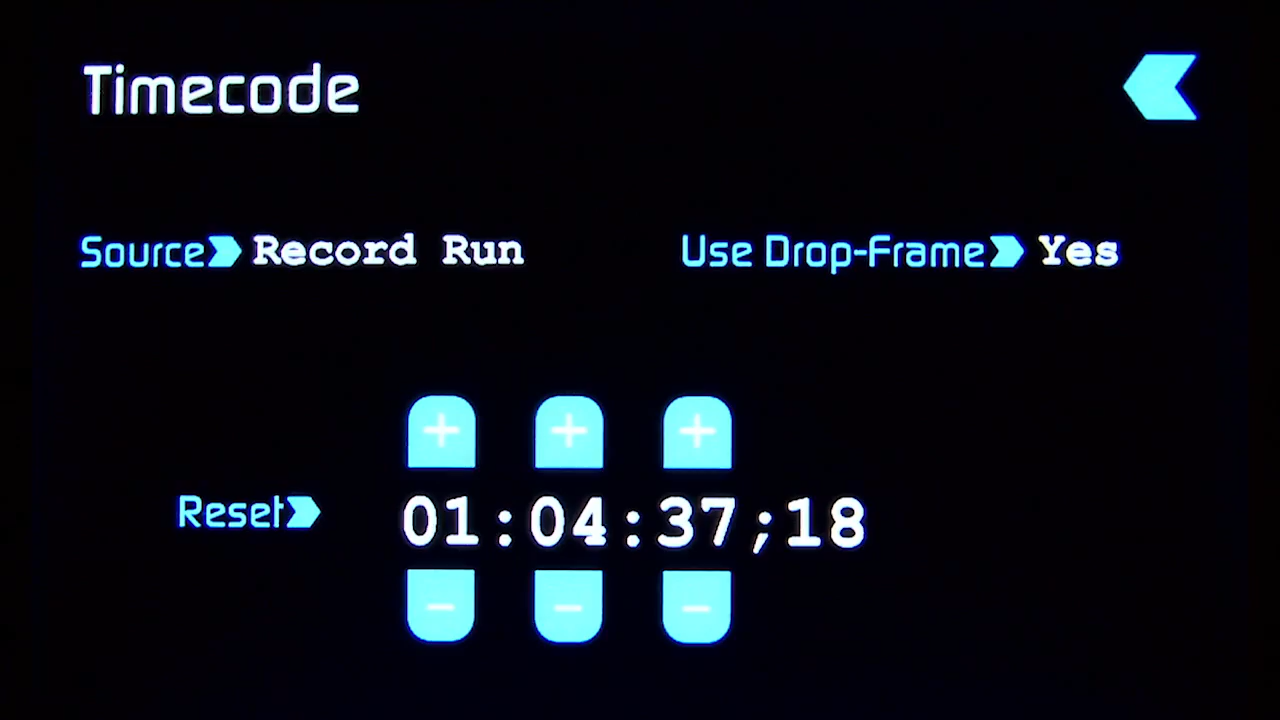 Timecode
Source Record Run Use Drop-Frame Yes
+ + +
Reset 01:04:37;18
- - -